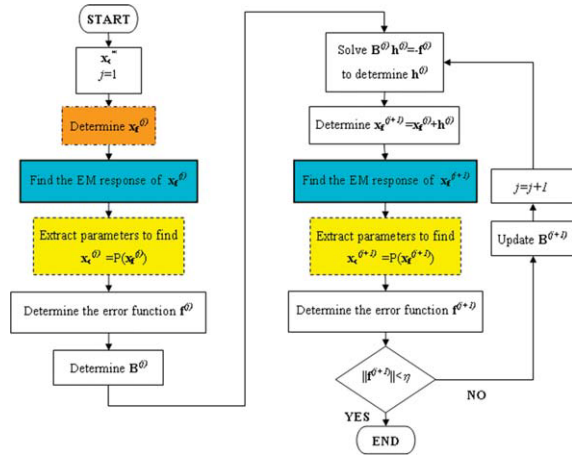 START
x_c^*
j=1
Determine x_f^(j)
Find the EM response of x_f^(j)
Extract parameters to find
x_c^(j) =P(x_f^(j))
Determine the error function f^(j)
Determine B^(j)
Solve B^(j) h^(j)=-f^(j)
to determine h^(j)
Determine x_f^(j+1)=x_f^(j)+h^(j)
Find the EM response of x_f^(j+1)
Extract parameters to find
x_c^(j+1) =P(x_f^(j+1))
Determine the error function f^(j+1)
||f^(j+1)||<η
YES
END
NO
Update B^(j+1)
j=j+1